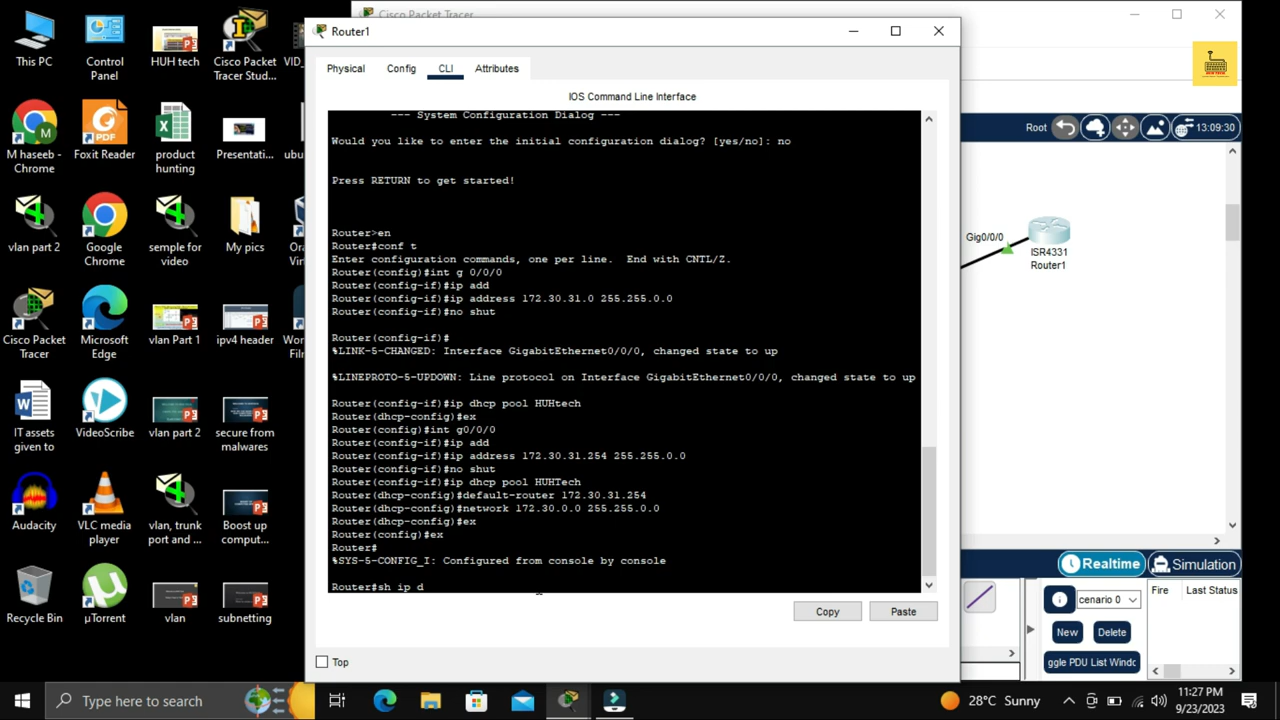 This PC
Control
Panel
HUH tech
Cisco Packet
Tracer Stud...
VID_
M haseeb -
Chrome
Foxit Reader
product
hunting
Presentati...
ubu
vlan part 2
Google
Chrome
semple for
video
My pics
Ora
Vir
Cisco Packet
Tracer
Microsoft
Edge
vlan Part 1
ipv4 header
Wor
Fil
IT assets
given to
VideoScribe
vlan part 2
secure from
malwares
Audacity
VLC media
player
vlan, trunk
port and ...
Boost up
comput...
Recycle Bin
µTorrent
vlan
subnetting
Cisco Packet Tracer
Router1
Physical
Config
CLI
Attributes
IOS Command Line Interface
--- System Configuration Dialog ---
Would you like to enter the initial configuration dialog? [yes/no]: no
Press RETURN to get started!
Router>en
Router#conf t
Enter configuration commands, one per line.  End with CNTL/Z.
Router(config)#int g 0/0/0
Router(config-if)#ip add
Router(config-if)#ip address 172.30.31.0 255.255.0.0
Router(config-if)#no shut
Router(config-if)#
%LINK-5-CHANGED: Interface GigabitEthernet0/0/0, changed state to up
%LINEPROTO-5-UPDOWN: Line protocol on Interface GigabitEthernet0/0/0, changed state to up
Router(config-if)#ip dhcp pool HUHtech
Router(dhcp-config)#ex
Router(config)#int g0/0/0
Router(config-if)#ip add
Router(config-if)#ip address 172.30.31.254 255.255.0.0
Router(config-if)#no shut
Router(config-if)#ip dhcp pool HUHTech
Router(dhcp-config)#default-router 172.30.31.254
Router(dhcp-config)#network 172.30.0.0 255.255.0.0
Router(dhcp-config)#ex
Router(config)#ex
Router#
%SYS-5-CONFIG_I: Configured from console by console
Router#sh ip d
Copy
Paste
Top
Root
13:09:30
Gig0/0/0
ISR4331
Router1
Realtime
Simulation
cenario 0
Fire
Last Status
New
Delete
ggle PDU List Windc
Type here to search
28°C Sunny
11:27 PM
9/23/2023